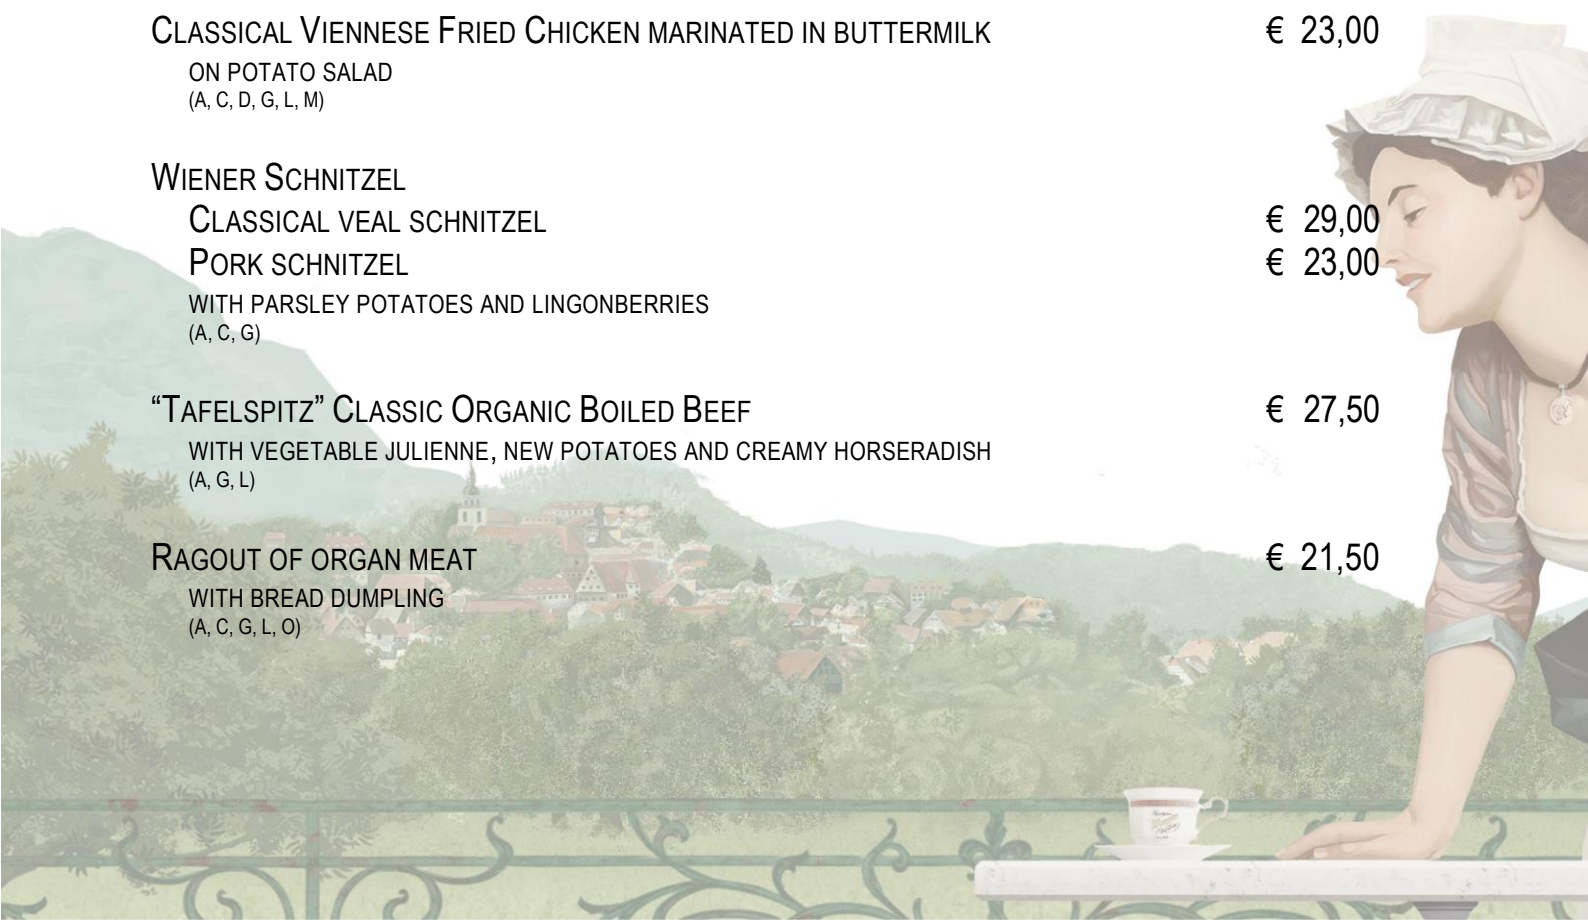 CLASSICAL VIENNESE FRIED CHICKEN MARINATED IN BUTTERMILK € 23,00
ON POTATO SALAD
(A, C, D, G, L, M)
WIENER SCHNITZEL
CLASSICAL VEAL SCHNITZEL € 29,00
PORK SCHNITZEL € 23,00
WITH PARSLEY POTATOES AND LINGONBERRIES
(A, C, G)
“TAFELSPITZ” CLASSIC ORGANIC BOILED BEEF € 27,50
WITH VEGETABLE JULIENNE, NEW POTATOES AND CREAMY HORSERADISH
(A, G, L)
RAGOUT OF ORGAN MEAT € 21,50
WITH BREAD DUMPLING
(A, C, G, L, O)